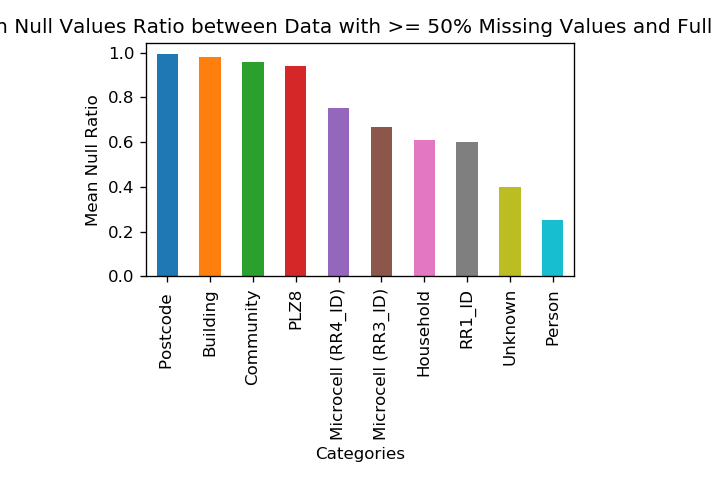 n Null Values Ratio between Data with >= 50% Missing Values and Full
Mean Null Ratio
1.0
0.8
0.6
0.4
0.2
0.0
Postcode
Building
Community
PLZ8
Microcell (RR4_ID)
Microcell (RR3_ID)
Household
RR1_ID
Unknown
Person
Categories